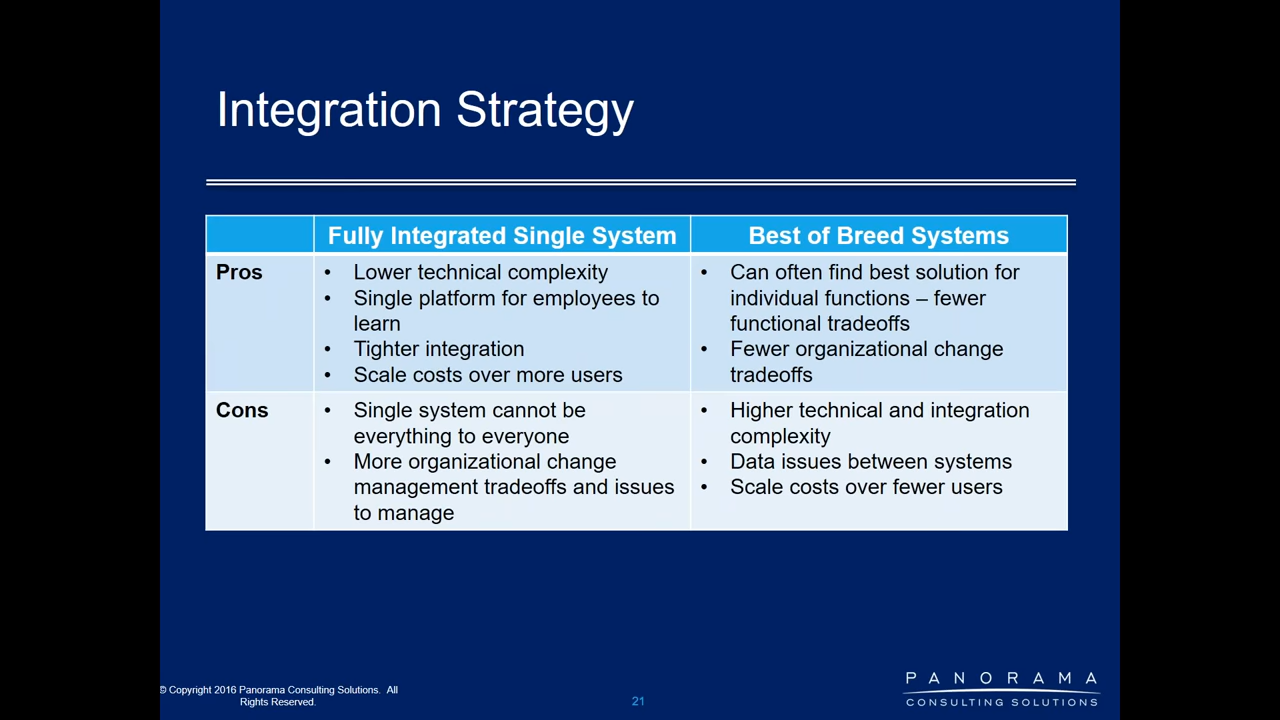 Integration Strategy
Fully Integrated Single System
Best of Breed Systems
Pros
• Lower technical complexity
• Single platform for employees to
learn
• Tighter integration
• Scale costs over more users
• Can often find best solution for
individual functions – fewer
functional tradeoffs
• Fewer organizational change
tradeoffs
Cons
• Single system cannot be
everything to everyone
• More organizational change
management tradeoffs and issues
to manage
• Higher technical and integration
complexity
• Data issues between systems
• Scale costs over fewer users
© Copyright 2016 Panorama Consulting Solutions. All
Rights Reserved.
21
PANORAMA
CONSULTING SOLUTIONS